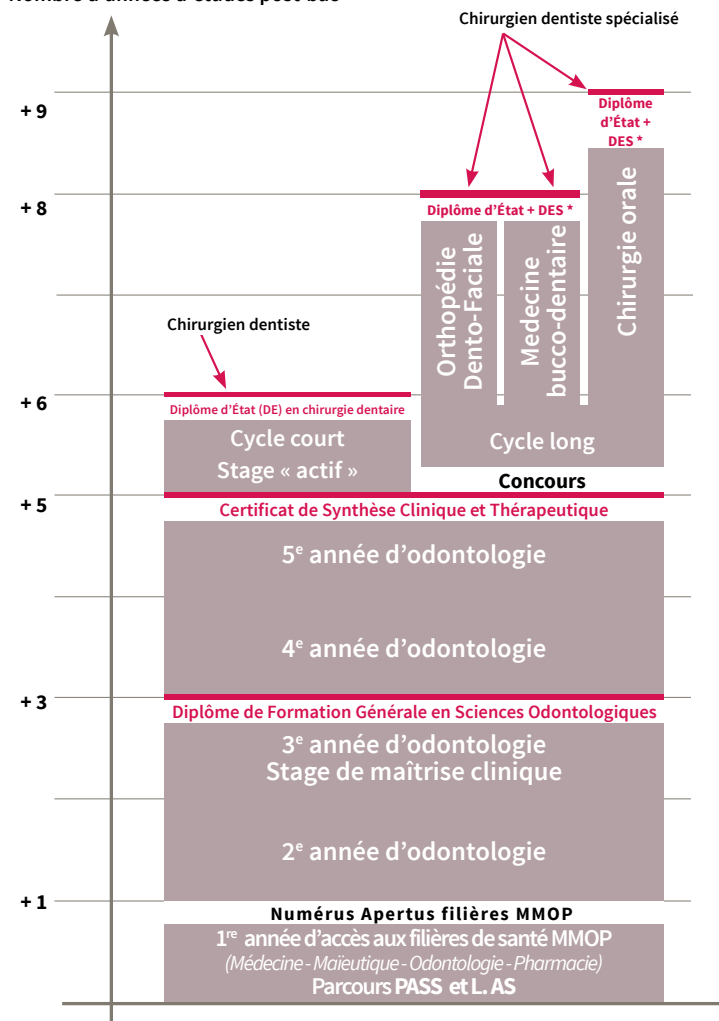 Nombre d'années d'études post-bac
Chirurgien dentiste spécialisé
+ 9
Diplôme
d'État +
DES *
+ 8
Diplôme d'État + DES *
Orthopédie
Dento-Faciale
Medecine
bucco-dentaire
Chirurgie orale
Chirurgien dentiste
+ 6
Diplôme d'État (DE) en chirurgie dentaire
Cycle court
Stage « actif »
Cycle long
Concours
+ 5
Certificat de Synthèse Clinique et Thérapeutique
5e année d'odontologie
4e année d'odontologie
+ 3
Diplôme de Formation Générale en Sciences Odontologiques
3e année d'odontologie
Stage de maîtrise clinique
2e année d'odontologie
+ 1
Numérus Apertus filières MMOP
1re année d'accès aux filières de santé MMOP
(Médecine - Maïeutique - Odontologie - Pharmacie)
Parcours PASS et L. AS